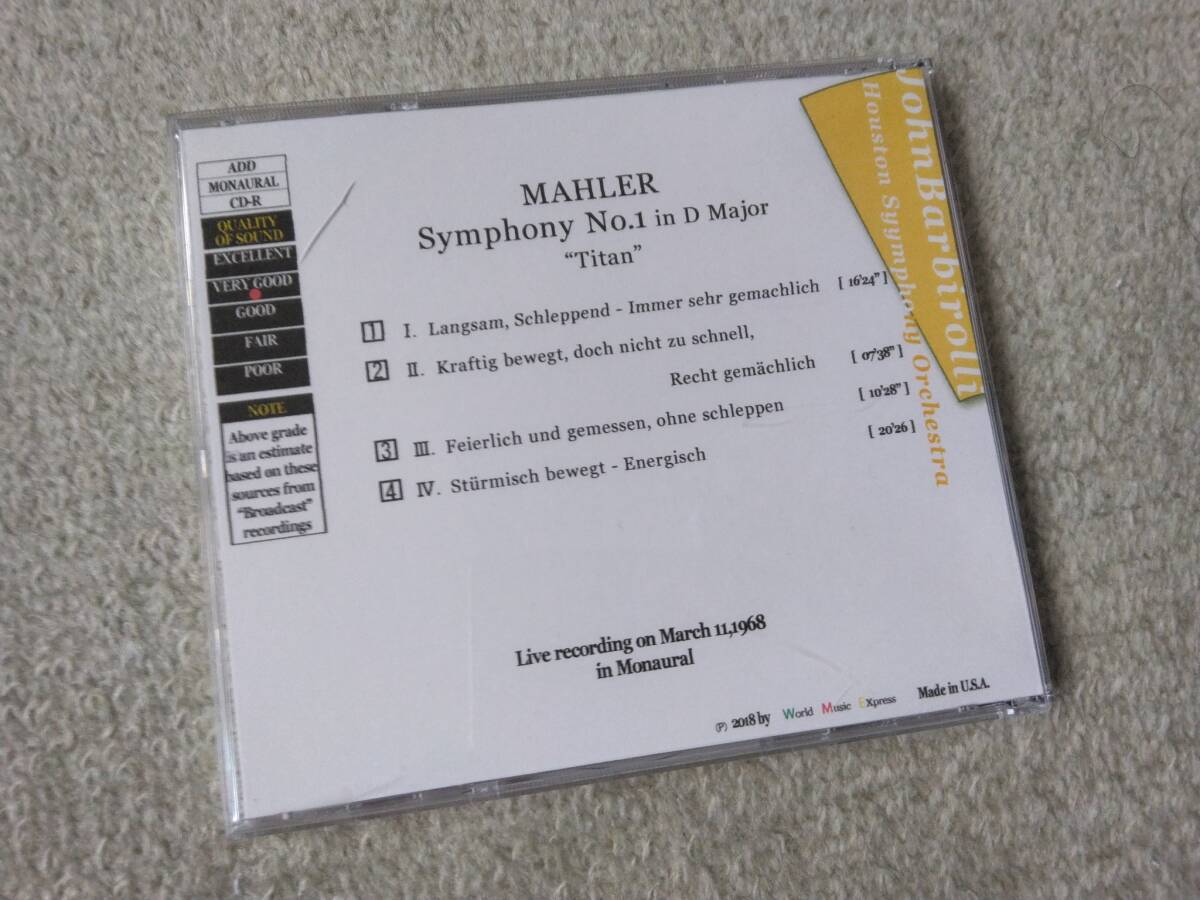 ADD
MONAURAL
CD-R
QUALITY
OF SOUND
EXCELLENT
VERY GOOD
GOOD
FAIR
POOR
NOTE
Above grade
is an estimate
based on these
sources from
"Broadcast"
recordings
MAHLER
Symphony No.1 in D Major
“Titan”
1 I. Langsam, Schleppend - Immer sehr gemachlich [ 16'24" ]
2 II. Kraftig bewegt, doch nicht zu schnell,
Recht gemächlich [ 07'38" ]
3 III. Feierlich und gemessen, ohne schleppen [ 10'28" ]
4 IV. Stürmisch bewegt - Energisch [ 20'26 ]
John Barbirolli
Houston Syymphony Orchestra
Live recording on March 11,1968
in Monaural
℗ 2018 by World Music EXpress
Made in U.S.A.